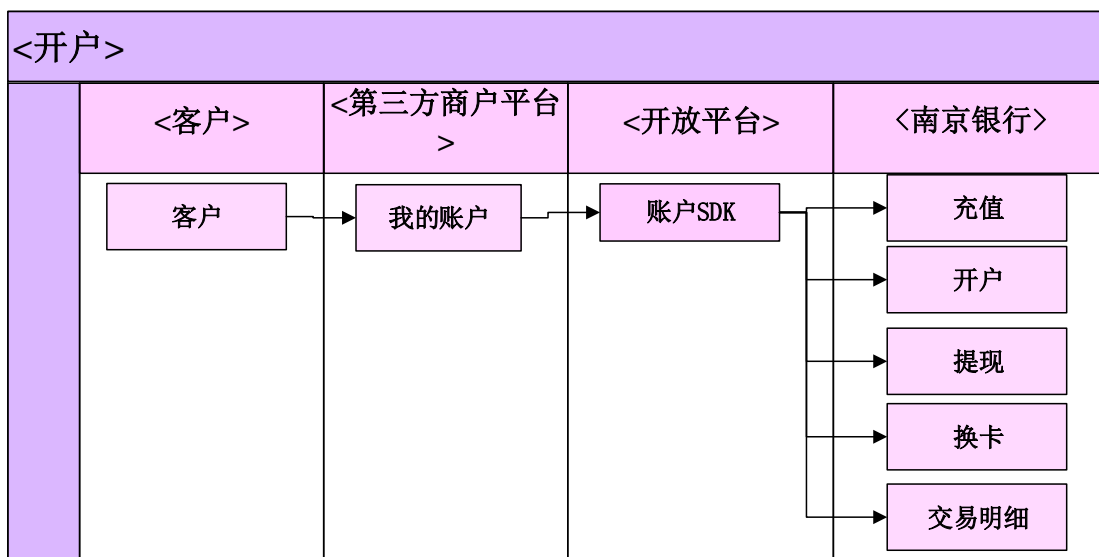 <开户>
<客户>
<第三方商户平台
>
<开放平台>
<南京银行>
客户
我的账户
账户SDK
充值
开户
提现
换卡
交易明细